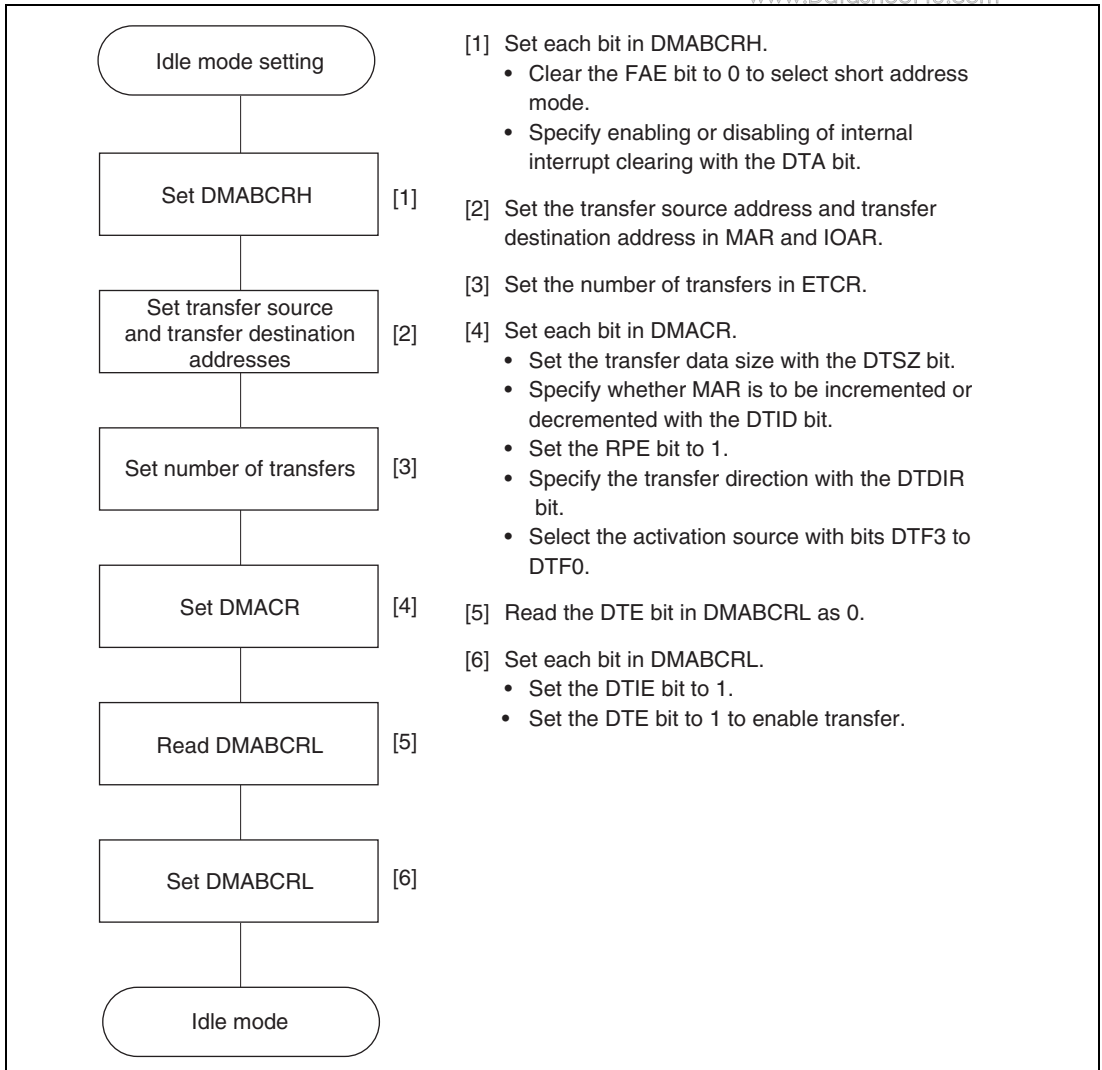 Idle mode setting
Set DMABCRH
[1]
Set transfer source
and transfer destination
addresses
[2]
Set number of transfers
[3]
Set DMACR
[4]
Read DMABCRL
[5]
Set DMABCRL
[6]
Idle mode
[1] Set each bit in DMABCRH.
• Clear the FAE bit to 0 to select short address
mode.
• Specify enabling or disabling of internal
interrupt clearing with the DTA bit.
[2] Set the transfer source address and transfer
destination address in MAR and IOAR.
[3] Set the number of transfers in ETCR.
[4] Set each bit in DMACR.
• Set the transfer data size with the DTSZ bit.
• Specify whether MAR is to be incremented or
decremented with the DTID bit.
• Set the RPE bit to 1.
• Specify the transfer direction with the DTDIR
bit.
• Select the activation source with bits DTF3 to
DTF0.
[5] Read the DTE bit in DMABCRL as 0.
[6] Set each bit in DMABCRL.
• Set the DTIE bit to 1.
• Set the DTE bit to 1 to enable transfer.